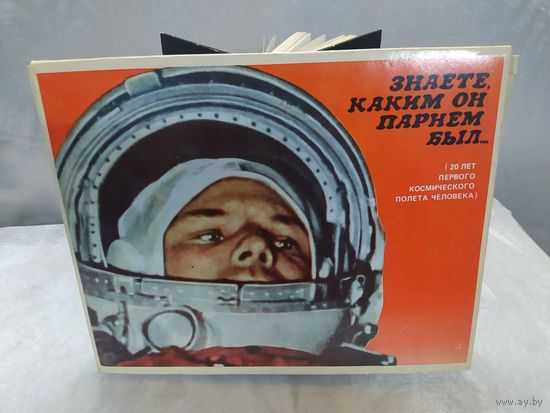 ЗНАЕТЕ,
КАКИМ ОН
ПАРНЕМ
БЫЛ...
(20 ЛЕТ
ПЕРВОГО
КОСМИЧЕСКОГО
ПОЛЕТА ЧЕЛОВЕКА)
© www.ay.by